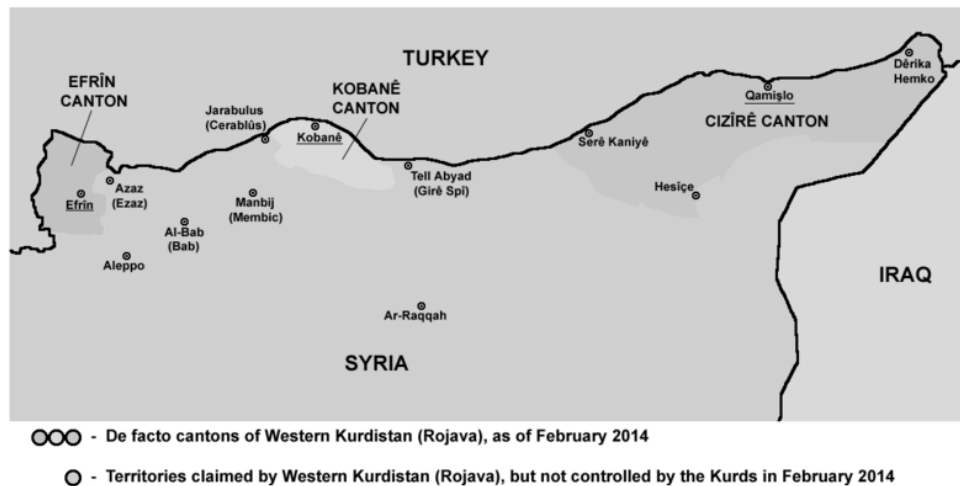 TURKEY
EFRÎN
CANTON
KOBANÊ
CANTON
Dêrika
Hemko
Jarabulus
(Cerablûs)
Kobanê
Qamişlo
CIZÎRÊ CANTON
Serê Kaniyê
Azaz
(Ezaz)
Tell Abyad
(Girê Spî)
Efrîn
Manbij
(Membic)
Hesîçe
Al-Bab
(Bab)
Aleppo
IRAQ
Ar-Raqqah
SYRIA
- De facto cantons of Western Kurdistan (Rojava), as of February 2014
- Territories claimed by Western Kurdistan (Rojava), but not controlled by the Kurds in February 2014